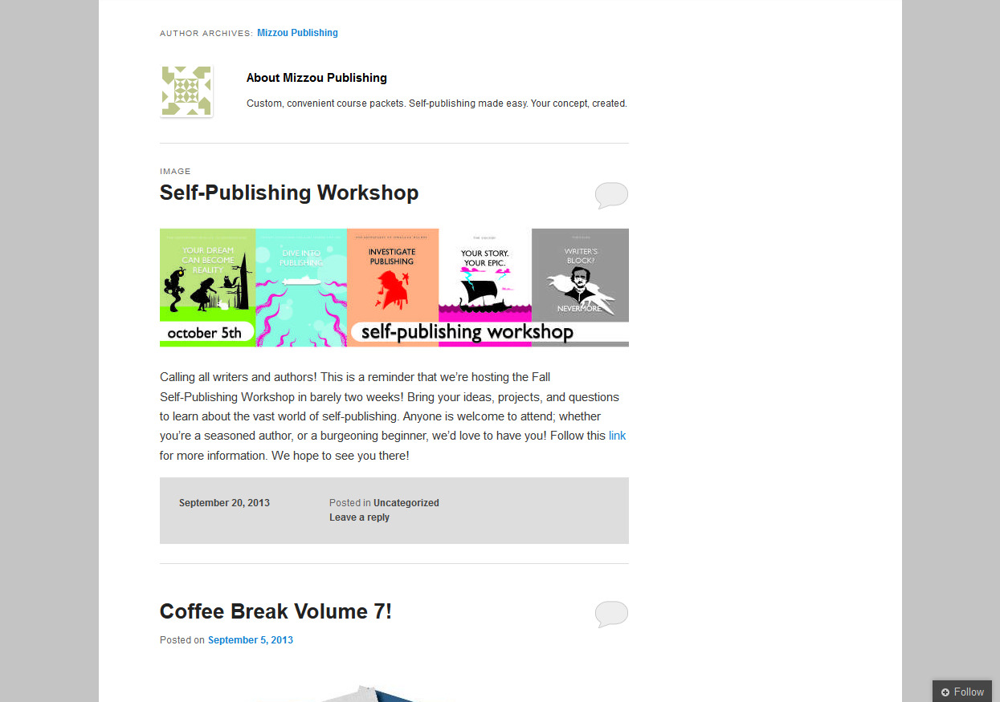 AUTHOR ARCHIVES: Mizzou Publishing
About Mizzou Publishing
Custom, convenient course packets. Self-publishing made easy. Your concept, created.
IMAGE
Self-Publishing Workshop
YOUR DREAM
CAN BECOME
REALITY
DIVE INTO
PUBLISHING
INVESTIGATE
PUBLISHING
YOUR STORY.
YOUR EPIC.
WRITER'S
BLOCK?
NEVERMORE
october 5th
self-publishing workshop
Calling all writers and authors! This is a reminder that we’re hosting the Fall
Self-Publishing Workshop in barely two weeks! Bring your ideas, projects, and questions
to learn about the vast world of self-publishing. Anyone is welcome to attend; whether
you’re a seasoned author, or a burgeoning beginner, we’d love to have you! Follow this link
for more information. We hope to see you there!
September 20, 2013
Posted in Uncategorized
Leave a reply
Coffee Break Volume 7!
Posted on September 5, 2013
Follow